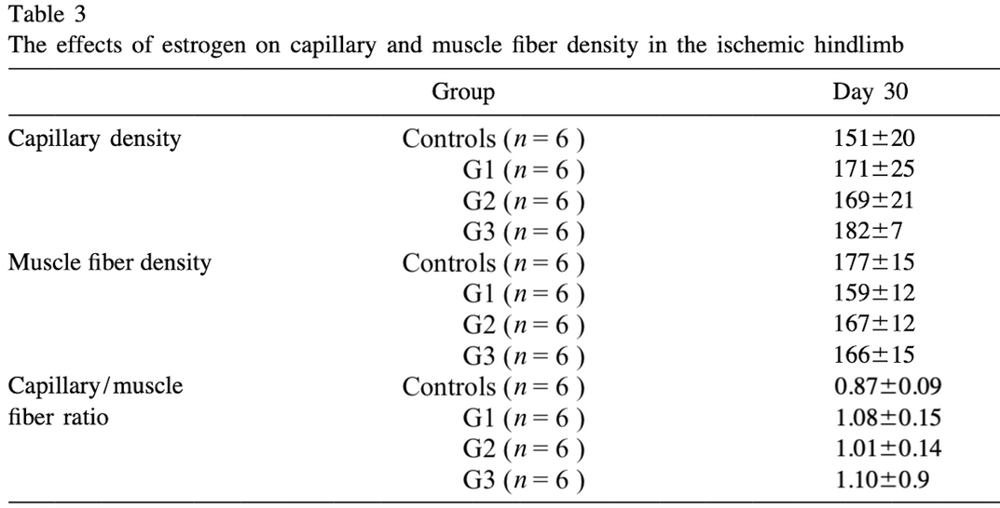 Table 3
The effects of estrogen on capillary and muscle fiber density in the ischemic hindlimb
Group Day 30
Capillary density Controls (n=6 ) 151±20
G1 (n=6 ) 171±25
G2 (n=6 ) 169±21
G3 (n=6 ) 182±7
Muscle fiber density Controls (n=6 ) 177±15
G1 (n=6 ) 159±12
G2 (n=6 ) 167±12
G3 (n=6 ) 166±15
Capillary/muscle Controls (n=6 ) 0.87±0.09
fiber ratio G1 (n=6 ) 1.08±0.15
G2 (n=6 ) 1.01±0.14
G3 (n=6 ) 1.10±0.9